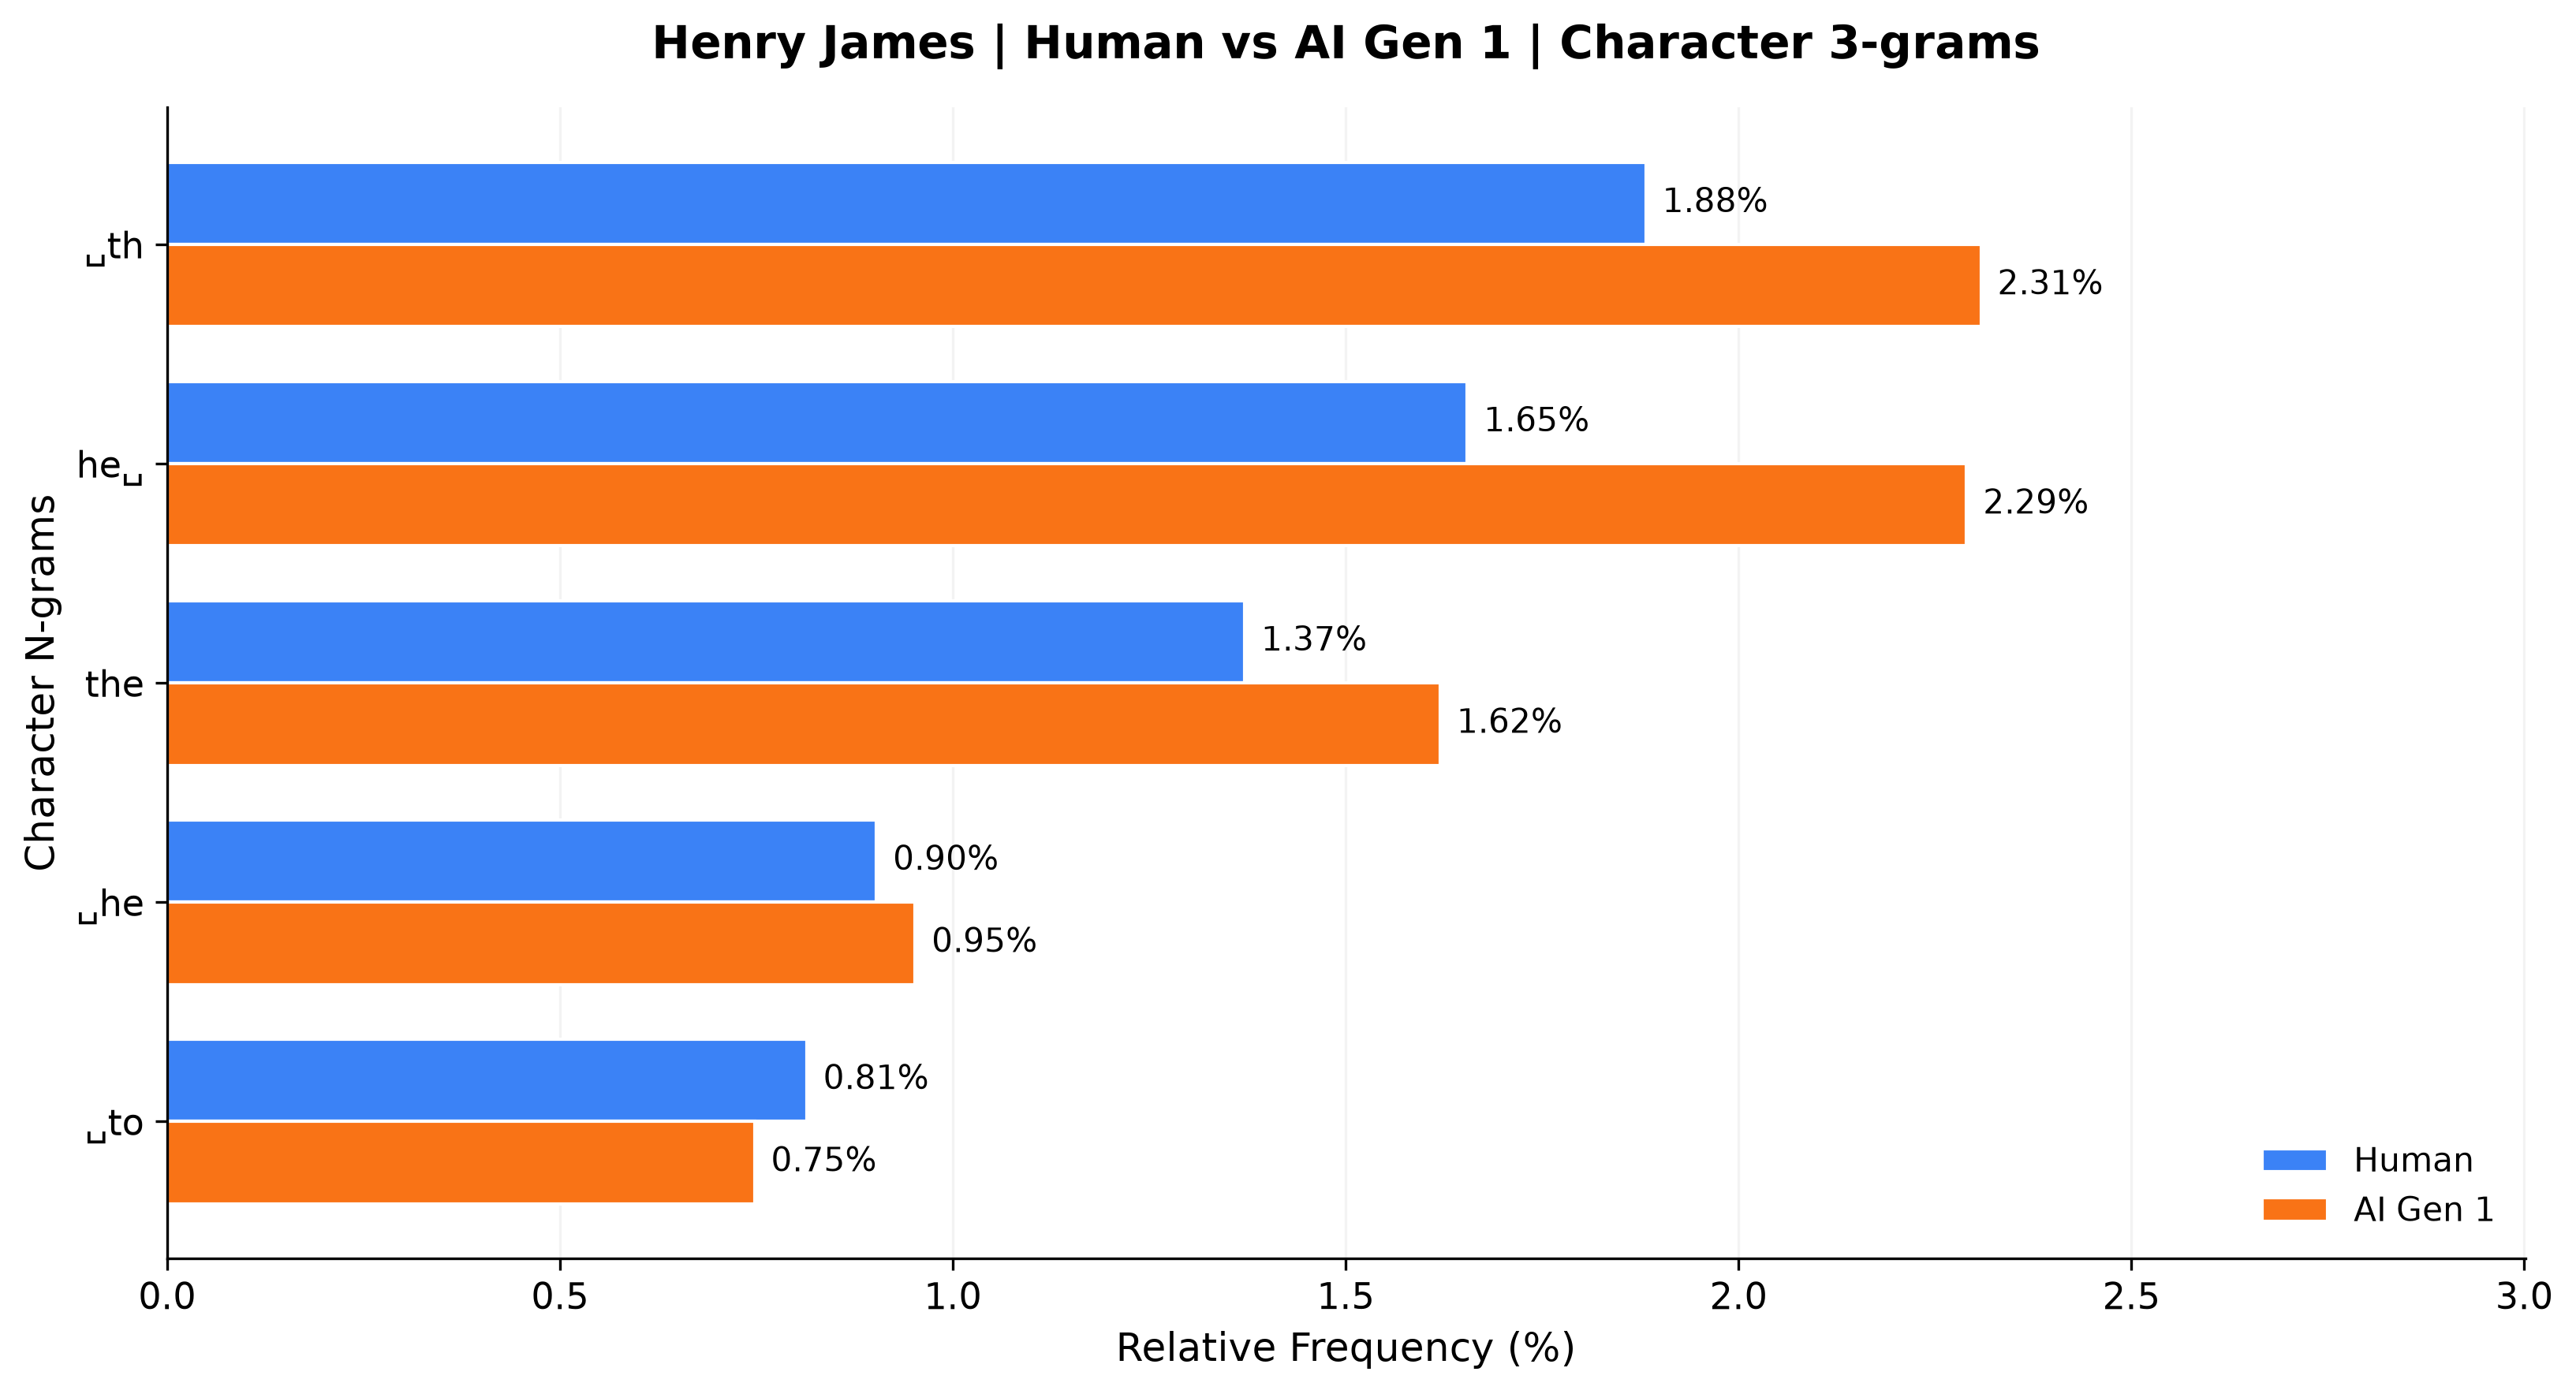 Henry James | Human vs AI Gen 1 | Character 3-grams
Character N-grams
␣th
1.88%
2.31%
he␣
1.65%
2.29%
the
1.37%
1.62%
␣he
0.90%
0.95%
␣to
0.81%
0.75%
Human
AI Gen 1
0.0 0.5 1.0 1.5 2.0 2.5 3.0
Relative Frequency (%)